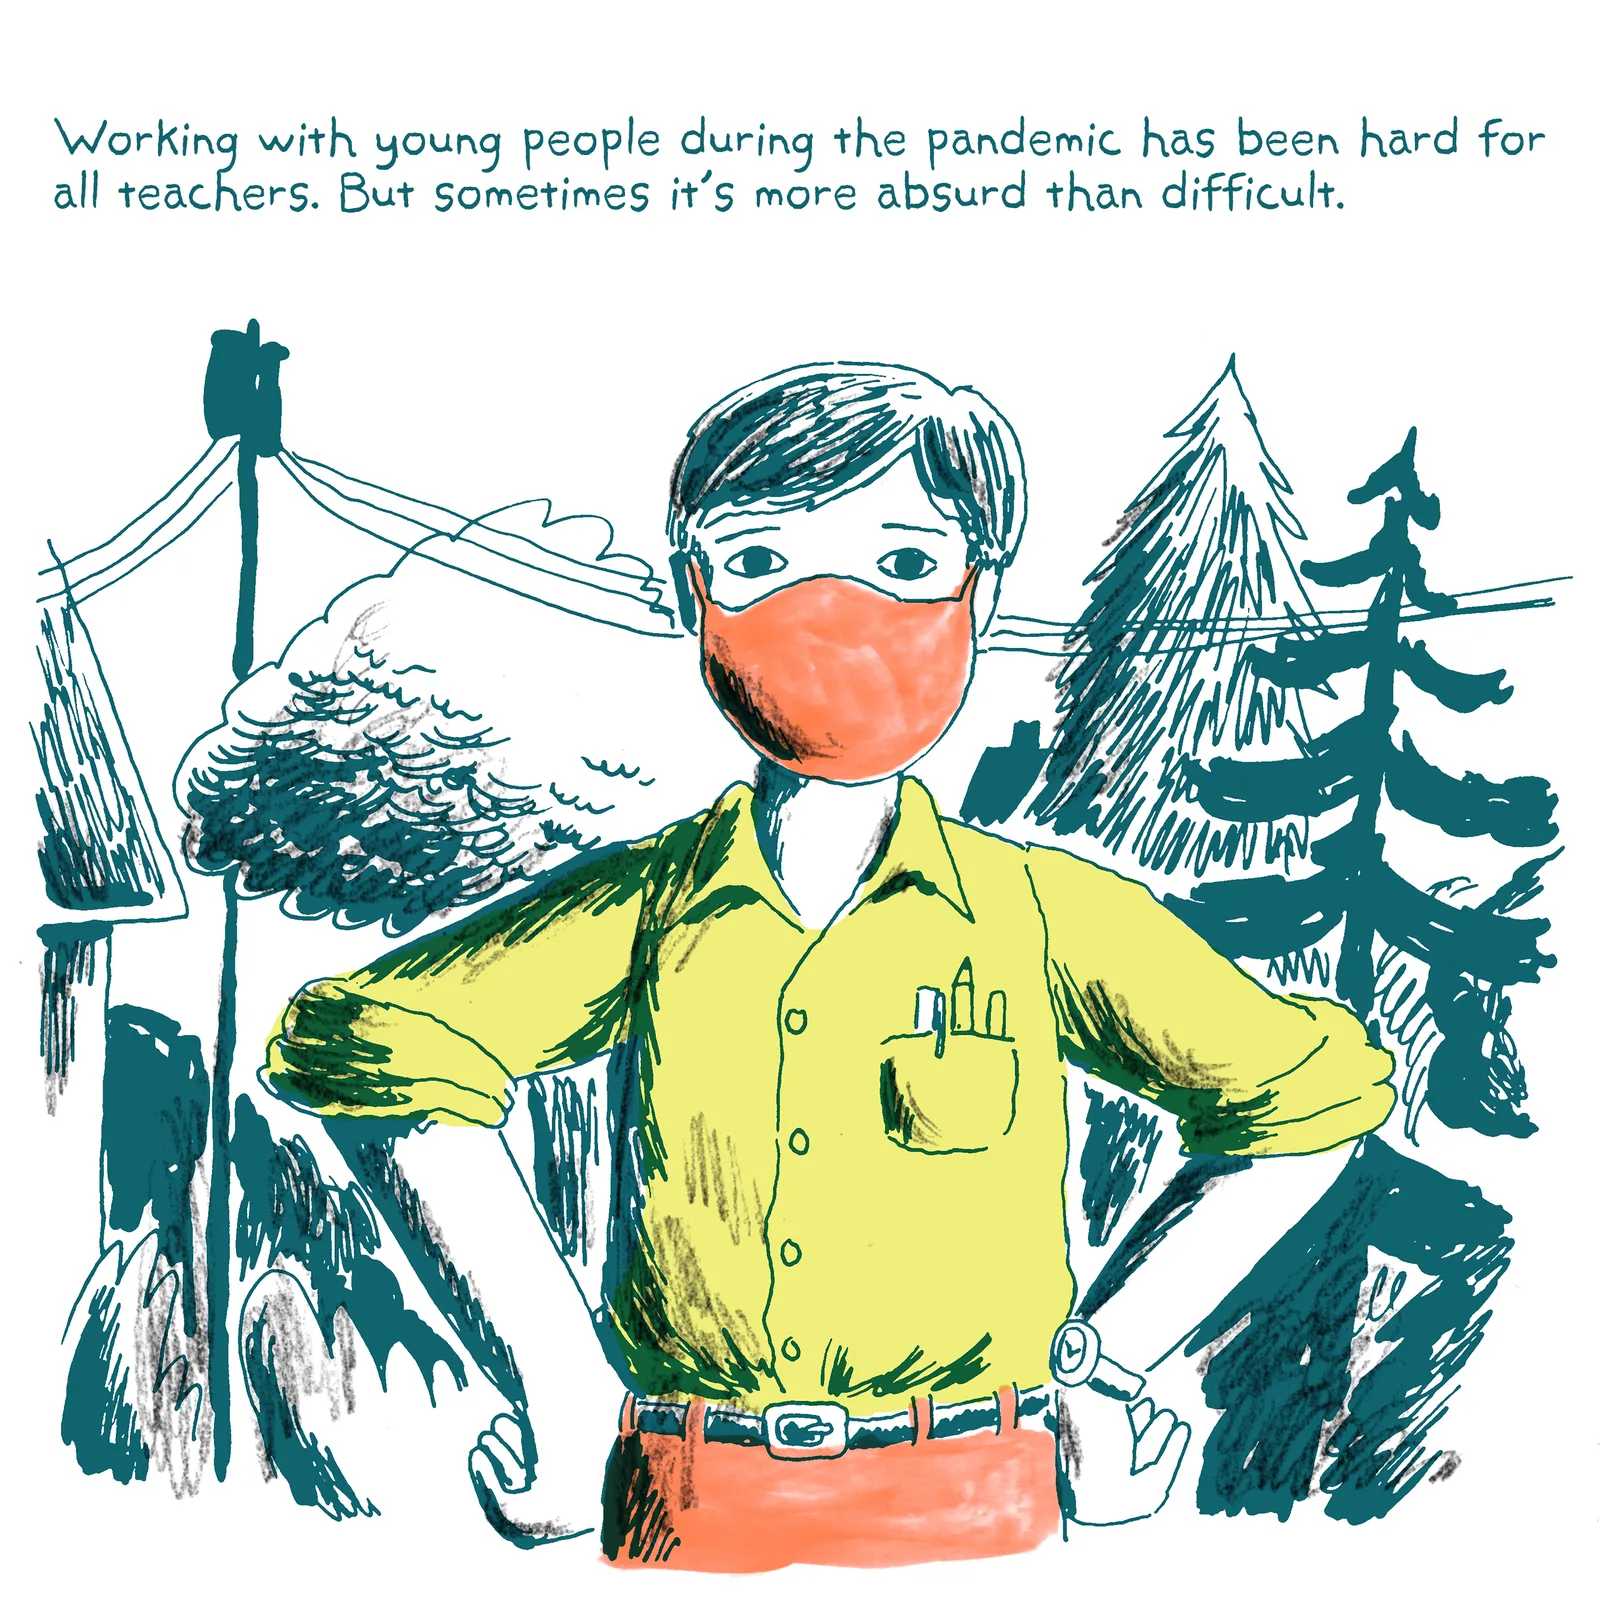 Working with young people during the pandemic has been hard for
all teachers. But sometimes it's more absurd than difficult.